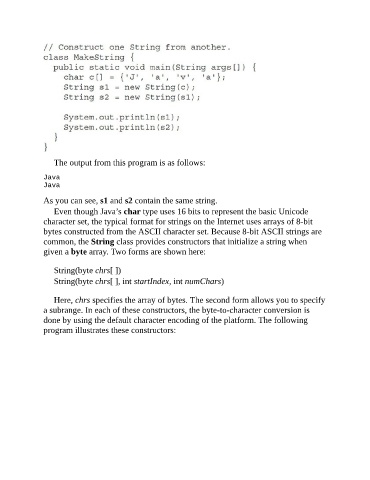 // Construct one String from another.
class MakeString {
public static void main(String args[]) {
char c[] = {'J', 'a', 'v', 'a'};
String s1 = new String(c);
String s2 = new String(s1);
System.out.println(s1);
System.out.println(s2);
}
}
The output from this program is as follows:
Java
Java
As you can see, s1 and s2 contain the same string.
Even though Java’s char type uses 16 bits to represent the basic Unicode
character set, the typical format for strings on the Internet uses arrays of 8-bit
bytes constructed from the ASCII character set. Because 8-bit ASCII strings are
common, the String class provides constructors that initialize a string when
given a byte array. Two forms are shown here:
String(byte chrs[ ])
String(byte chrs[ ], int startIndex, int numChars)
Here, chrs specifies the array of bytes. The second form allows you to specify
a subrange. In each of these constructors, the byte-to-character conversion is
done by using the default character encoding of the platform. The following
program illustrates these constructors: